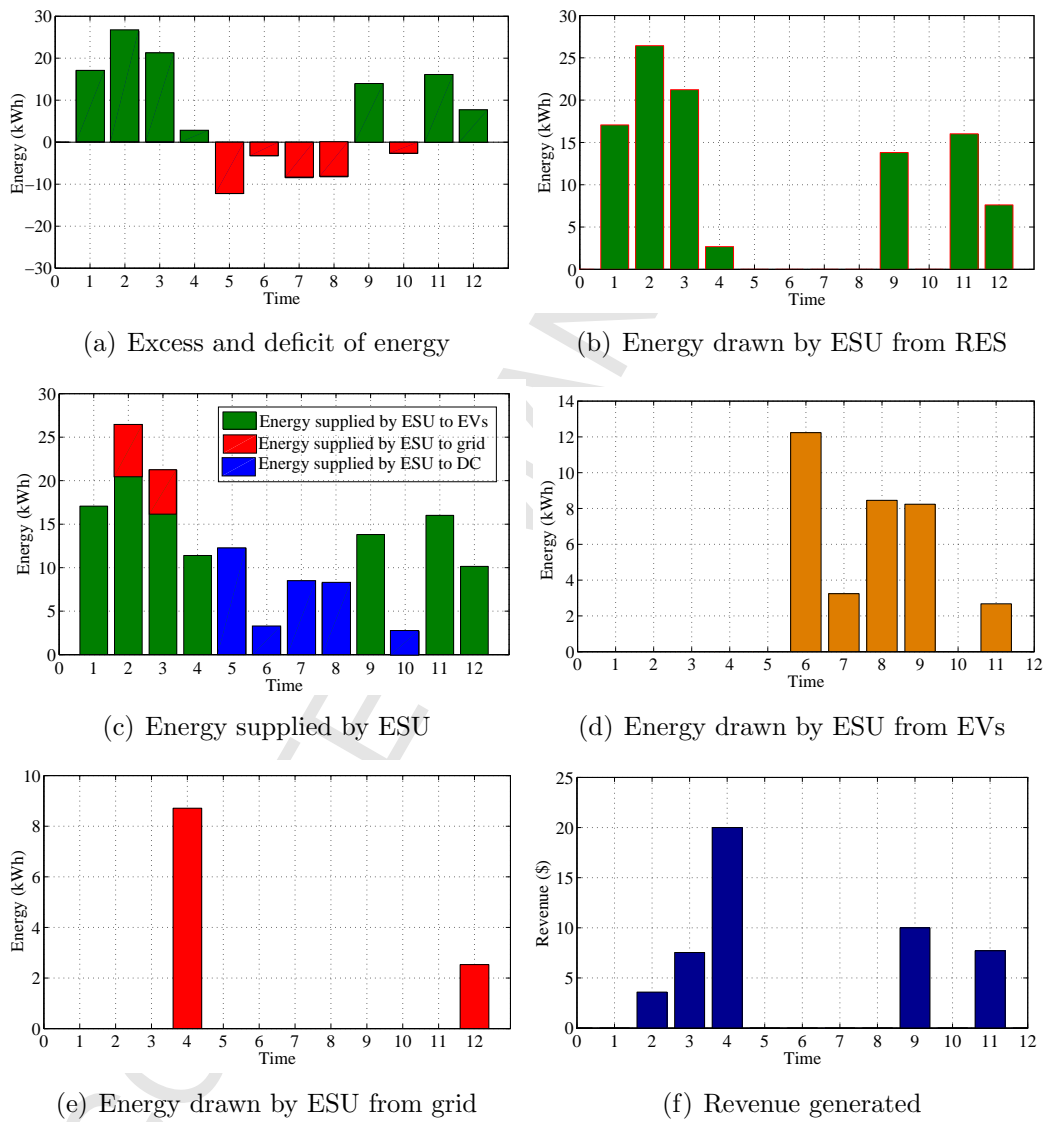 30
20
10
0
−10
−20
−30
Energy (kWh)
0 1 2 3 4 5 6 7 8 9 10 11 12
Time
(a) Excess and deficit of energy
30
25
20
15
10
5
0
Energy (kWh)
0 1 2 3 4 5 6 7 8 9 10 11 12
Time
(b) Energy drawn by ESU from RES
30
25
20
15
10
5
0
Energy (kWh)
Energy supplied by ESU to EVs
Energy supplied by ESU to grid
Energy supplied by ESU to DC
0 1 2 3 4 5 6 7 8 9 10 11 12
Time
(c) Energy supplied by ESU
14
12
10
8
6
4
2
0
Energy (kWh)
0 1 2 3 4 5 6 7 8 9 10 11 12
Time
(d) Energy drawn by ESU from EVs
10
8
6
4
2
0
Energy (kWh)
0 1 2 3 4 5 6 7 8 9 10 11 12
Time
(e) Energy drawn by ESU from grid
25
20
15
10
5
0
Revenue ($)
0 1 2 3 4 5 6 7 8 9 10 11 12
Time
(f) Revenue generated